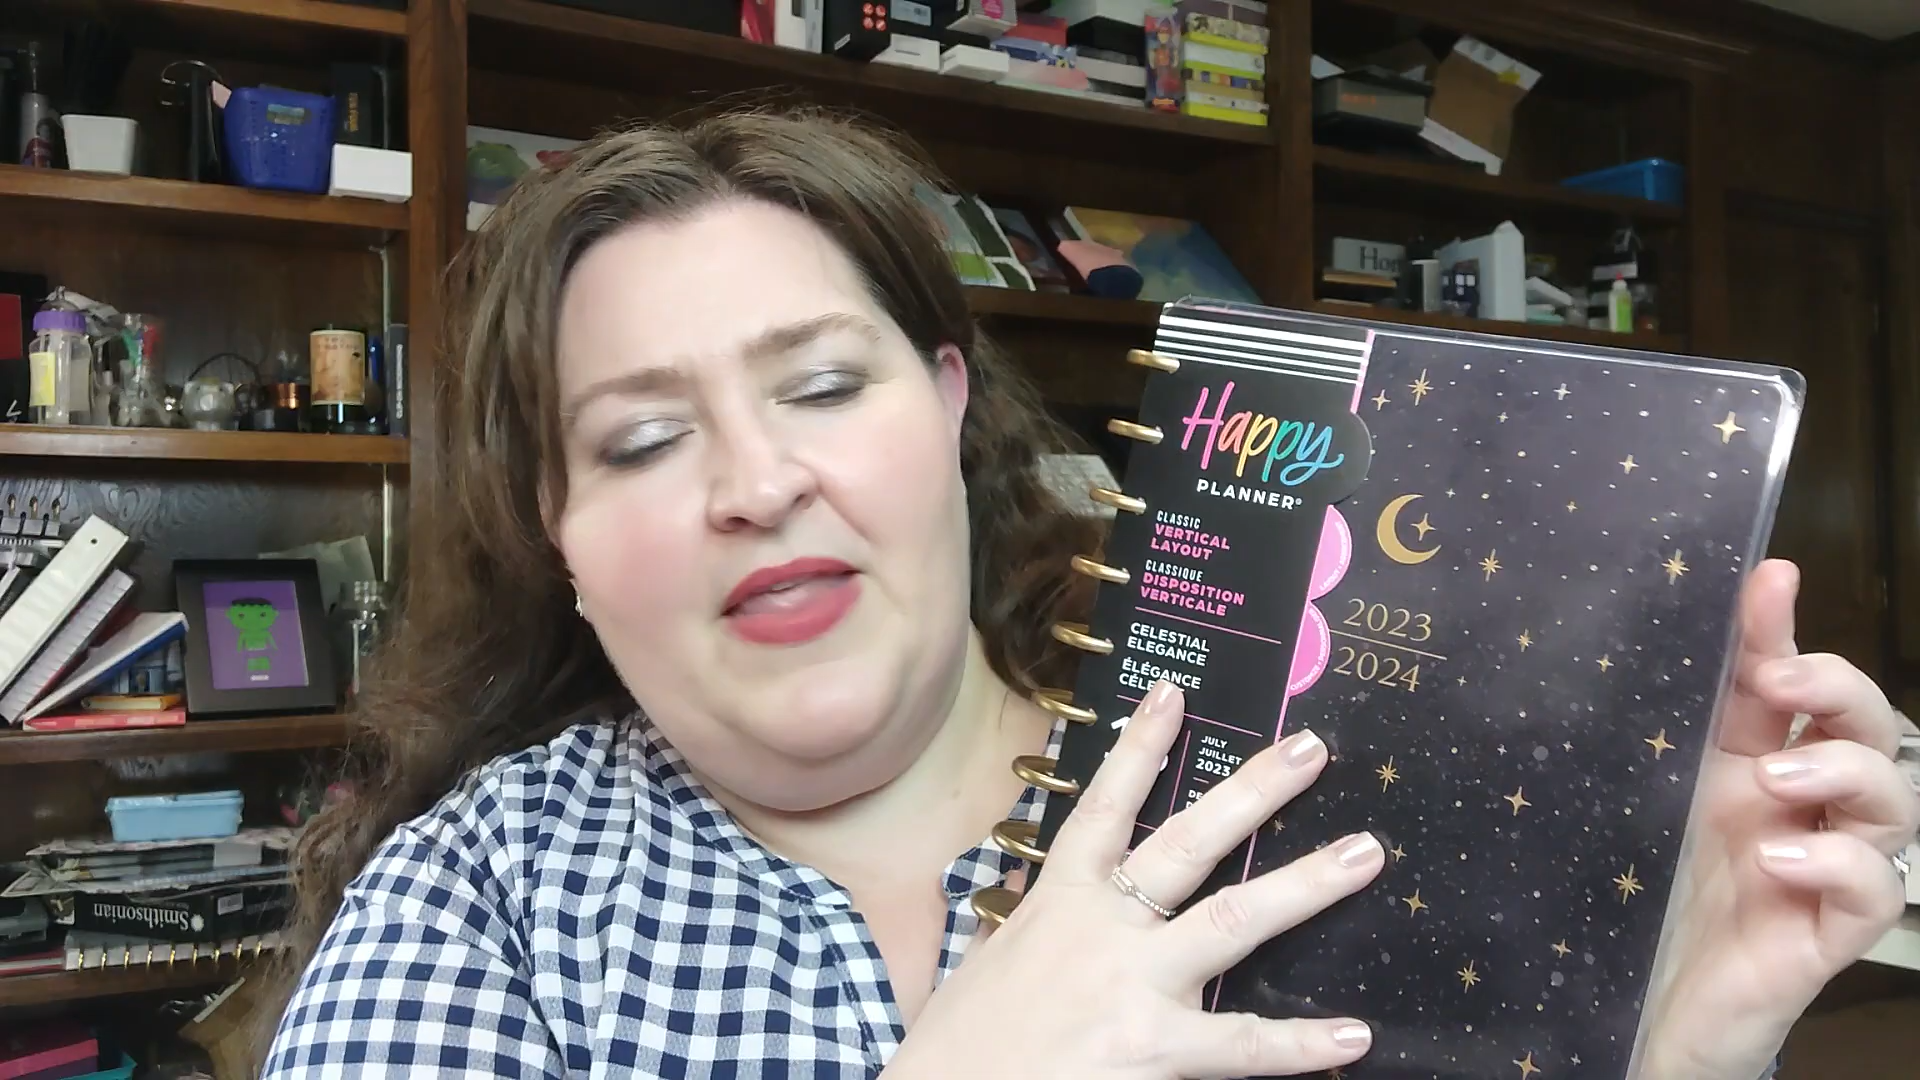 Happy
PLANNER®
CLASSIC
VERTICAL
LAYOUT
CLASSIQUE
DISPOSITION
VERTICALE
CELESTIAL
ELEGANCE
ÉLÉGANCE
JULY
JUILLET
2023
2023
2024
Smithsonian